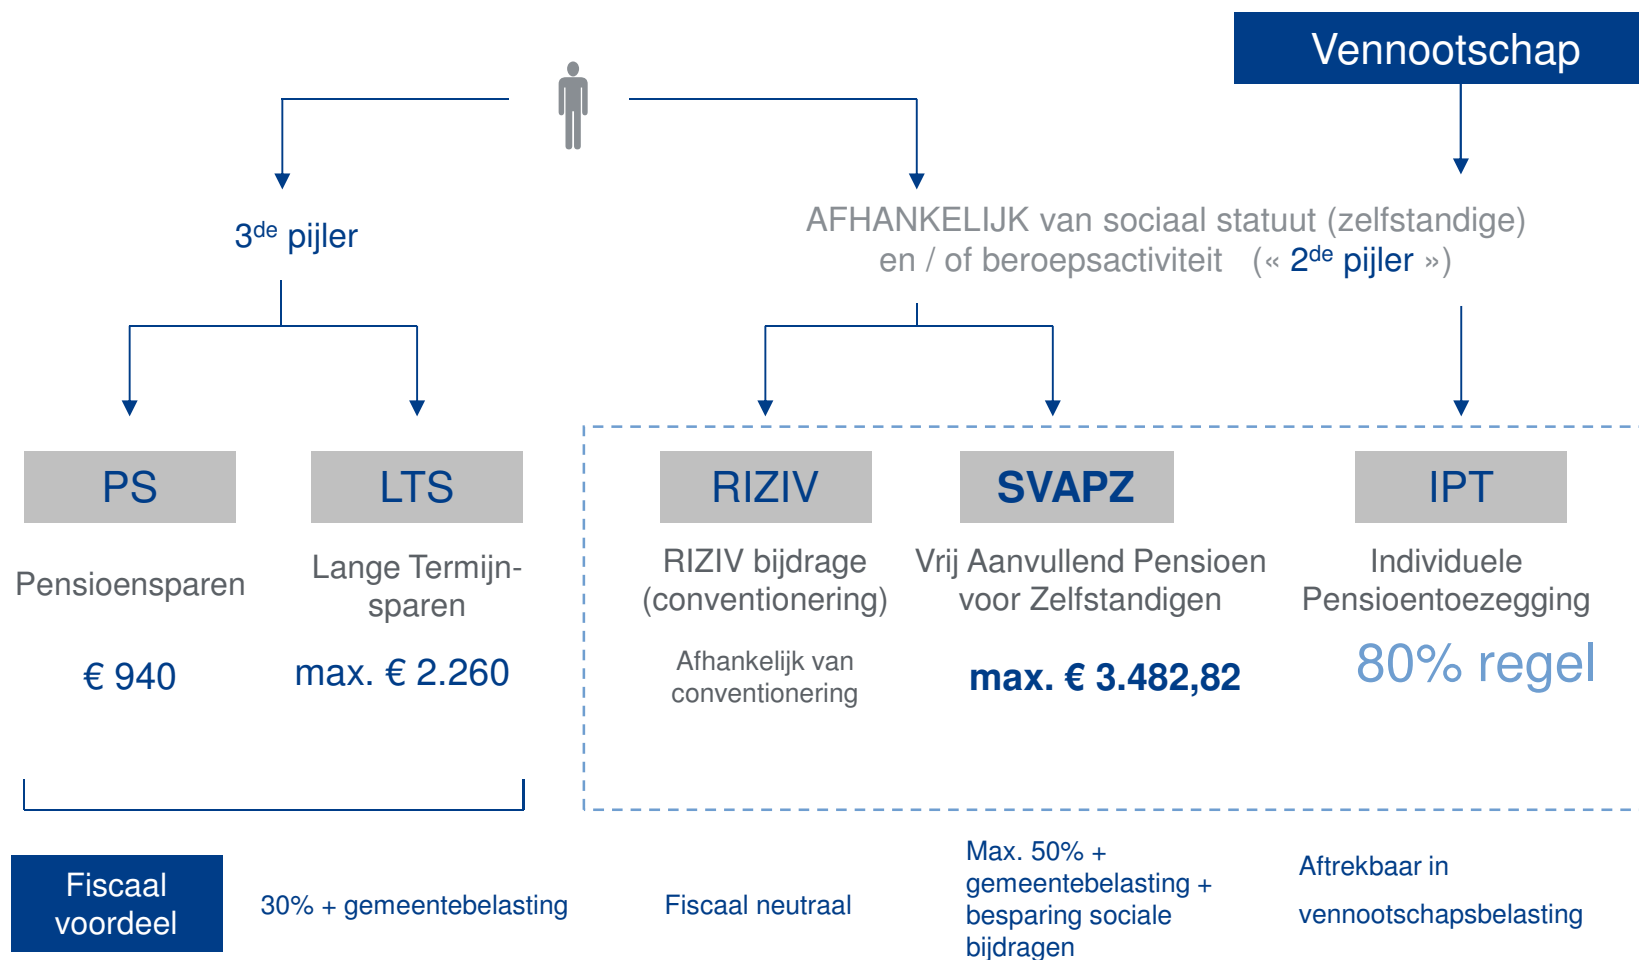 Vennootschap
3de pijler
AFHANKELIJK van sociaal statuut (zelfstandige)
en / of beroepsactiviteit (« 2de pijler »)
PS
Pensioensparen
€ 940
LTS
Lange Termijn-
sparen
max. € 2.260
RIZIV
RIZIV bijdrage
(conventionering)
Afhankelijk van
conventionering
SVAPZ
Vrij Aanvullend Pensioen
voor Zelfstandigen
max. € 3.482,82
IPT
Individuele
Pensioentoezegging
80% regel
Fiscaal
voordeel
30% + gemeentebelasting
Fiscaal neutraal
Max. 50% +
gemeentebelasting +
besparing sociale
bijdragen
Aftrekbaar in
vennootschapsbelasting